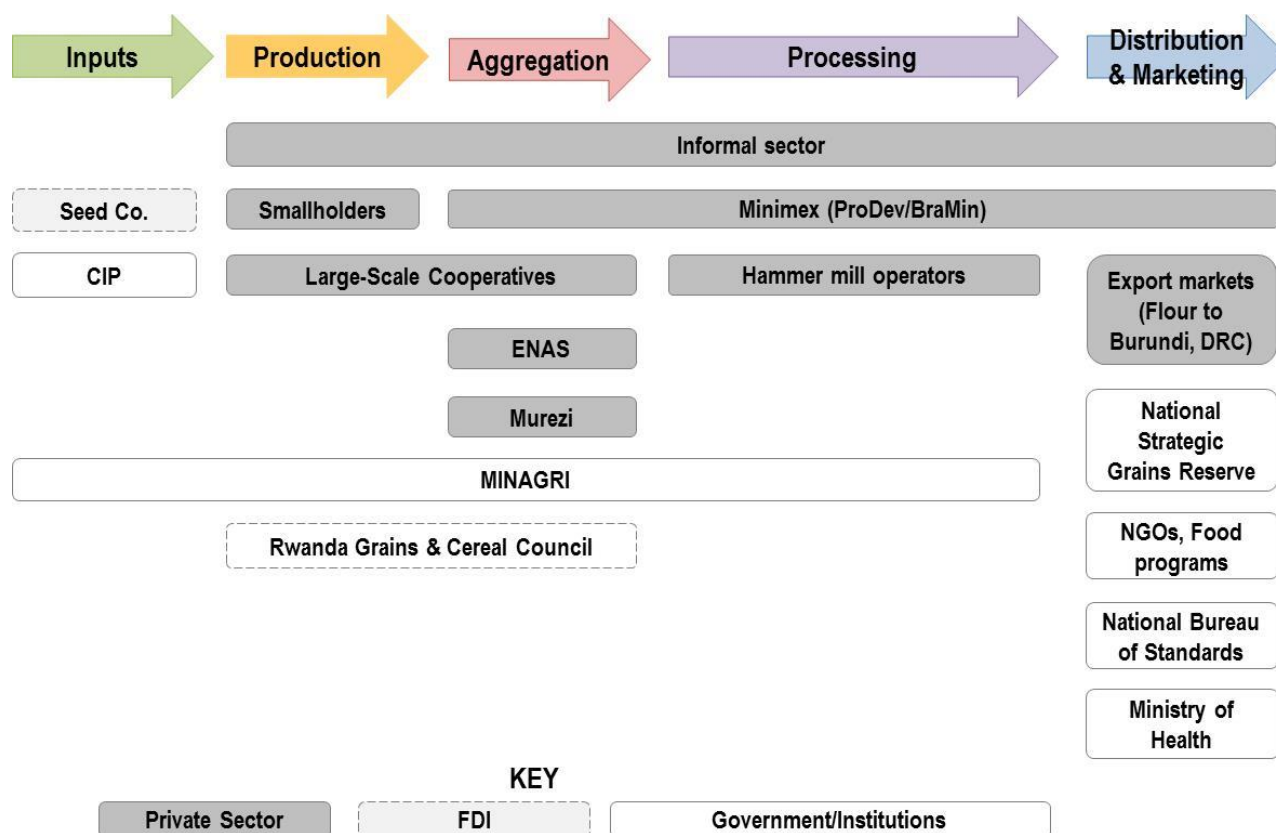 Inputs
Production
Aggregation
Processing
Distribution
& Marketing
Informal sector
Seed Co.
Smallholders
Minimex (ProDev/BraMin)
CIP
Large-Scale Cooperatives
Hammer mill operators
Export markets
(Flour to
Burundi, DRC)
ENAS
Murezi
National
Strategic
Grains Reserve
MINAGRI
Rwanda Grains & Cereal Council
NGOs, Food
programs
National Bureau
of Standards
Ministry of
Health
KEY
Private Sector
FDI
Government/Institutions